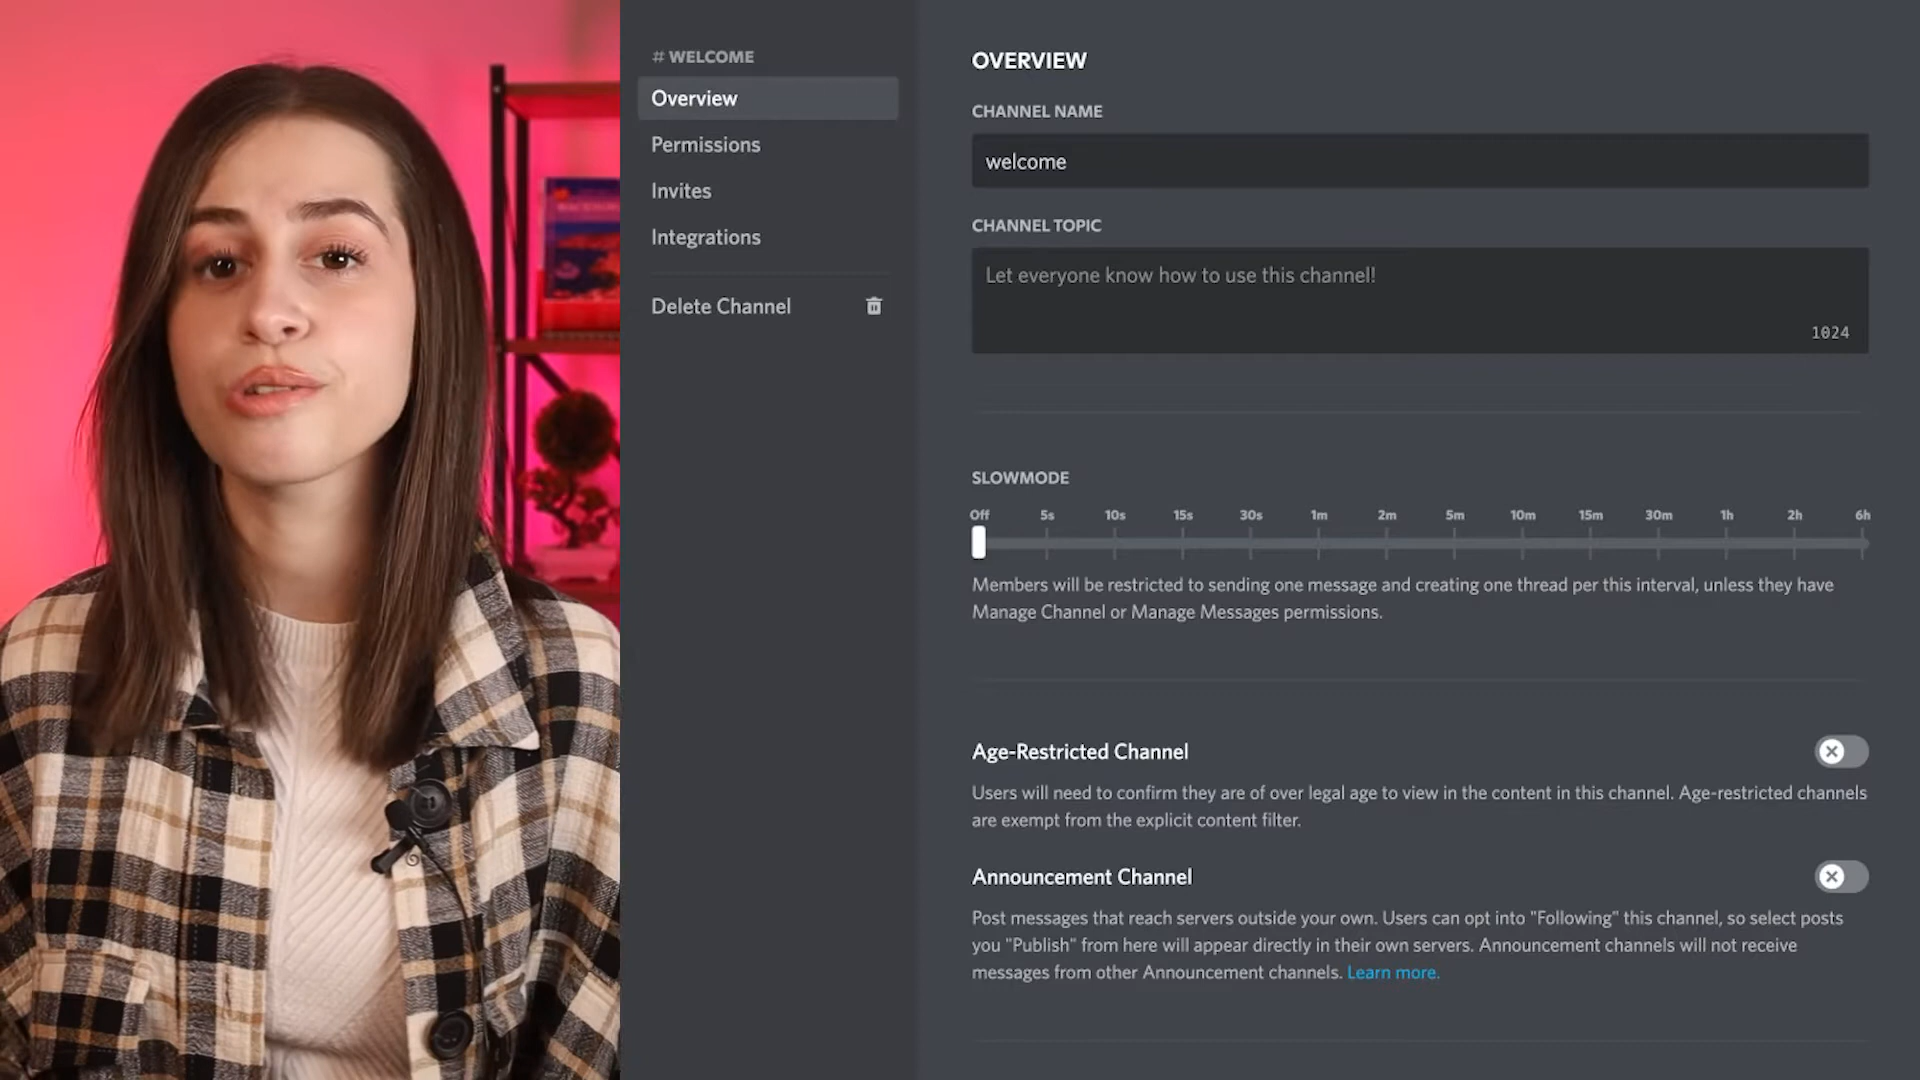 # WELCOME
Overview
Permissions
Invites
Integrations
Delete Channel
OVERVIEW
CHANNEL NAME
welcome
CHANNEL TOPIC
Let everyone know how to use this channel!
1024
SLOWMODE
Off 5s 10s 15s 30s 1m 2m 5m 10m 15m 30m 1h 2h 6h
Members will be restricted to sending one message and creating one thread per this interval, unless they have
Manage Channel or Manage Messages permissions.
Age-Restricted Channel
Users will need to confirm they are of over legal age to view in the content in this channel. Age-restricted channels
are exempt from the explicit content filter.
Announcement Channel
Post messages that reach servers outside your own. Users can opt into "Following" this channel, so select posts
you "Publish" from here will appear directly in their own servers. Announcement channels will not receive
messages from other Announcement channels. Learn more.